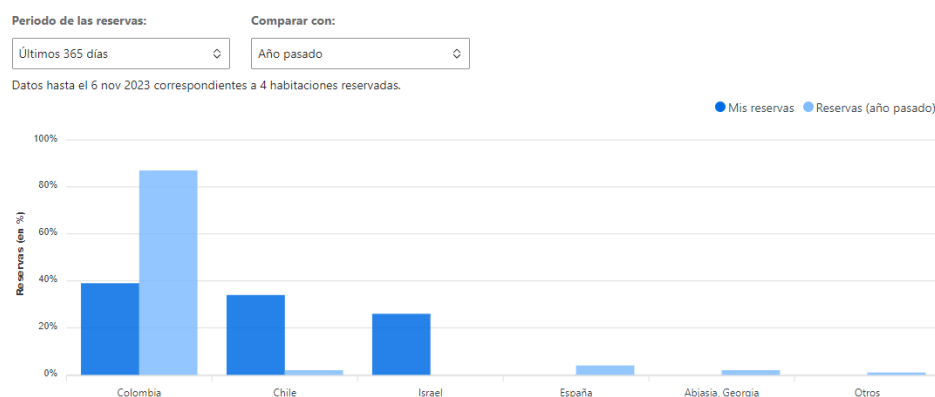 Periodo de las reservas: Comparar con:
Últimos 365 días Año pasado
Datos hasta el 6 nov 2023 correspondientes a 4 habitaciones reservadas.
Mis reservas Reservas (año pasado)
100%
80%
60%
40%
20%
0%
Reservas (en %)
Colombia Chile Israel España Abjasia, Georgia Otros